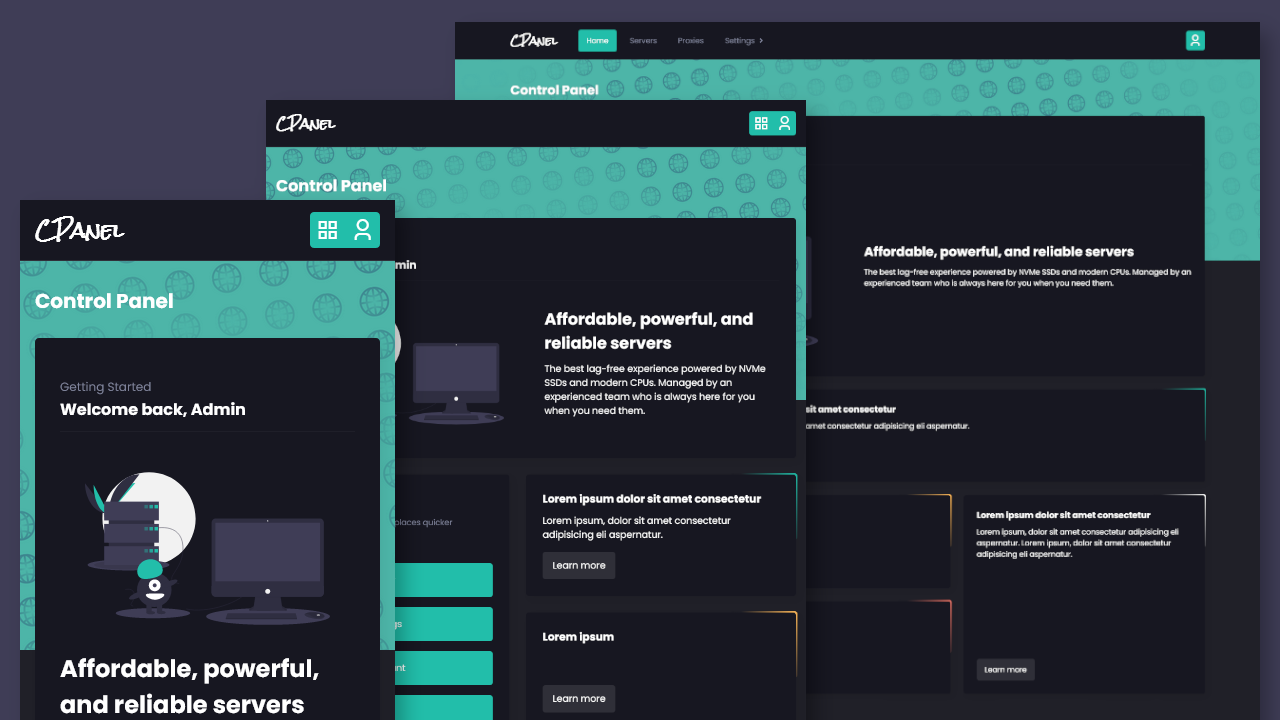 CPanel
Home
Servers
Proxies
Settings
Control Panel
Affordable, powerful, and reliable servers
The best lag-free experience powered by NVMe SSDs and modern CPUs. Managed by an
experienced team who is always here for you when you need them.
sit amet consectetur
amet consectetur adipisicing eli aspernatur.
Lorem ipsum dolor sit amet consectetur
Lorem ipsum, dolor sit amet consectetur adipisicing eli
aspernatur. Lorem ipsum, dolor sit amet consectetur
adipisicing eli aspernatur.
Learn more
CPanel
Control Panel
min
Affordable, powerful, and
reliable servers
The best lag-free experience powered by NVMe
SSDs and modern CPUs. Managed by an
experienced team who is always here for you
when you need them.
places quicker
gs
nt
Lorem ipsum dolor sit amet consectetur
Lorem ipsum, dolor sit amet consectetur
adipisicing eli aspernatur.
Learn more
Lorem ipsum
Learn more
CPanel
Control Panel
Getting Started
Welcome back, Admin
Affordable, powerful,
and reliable servers